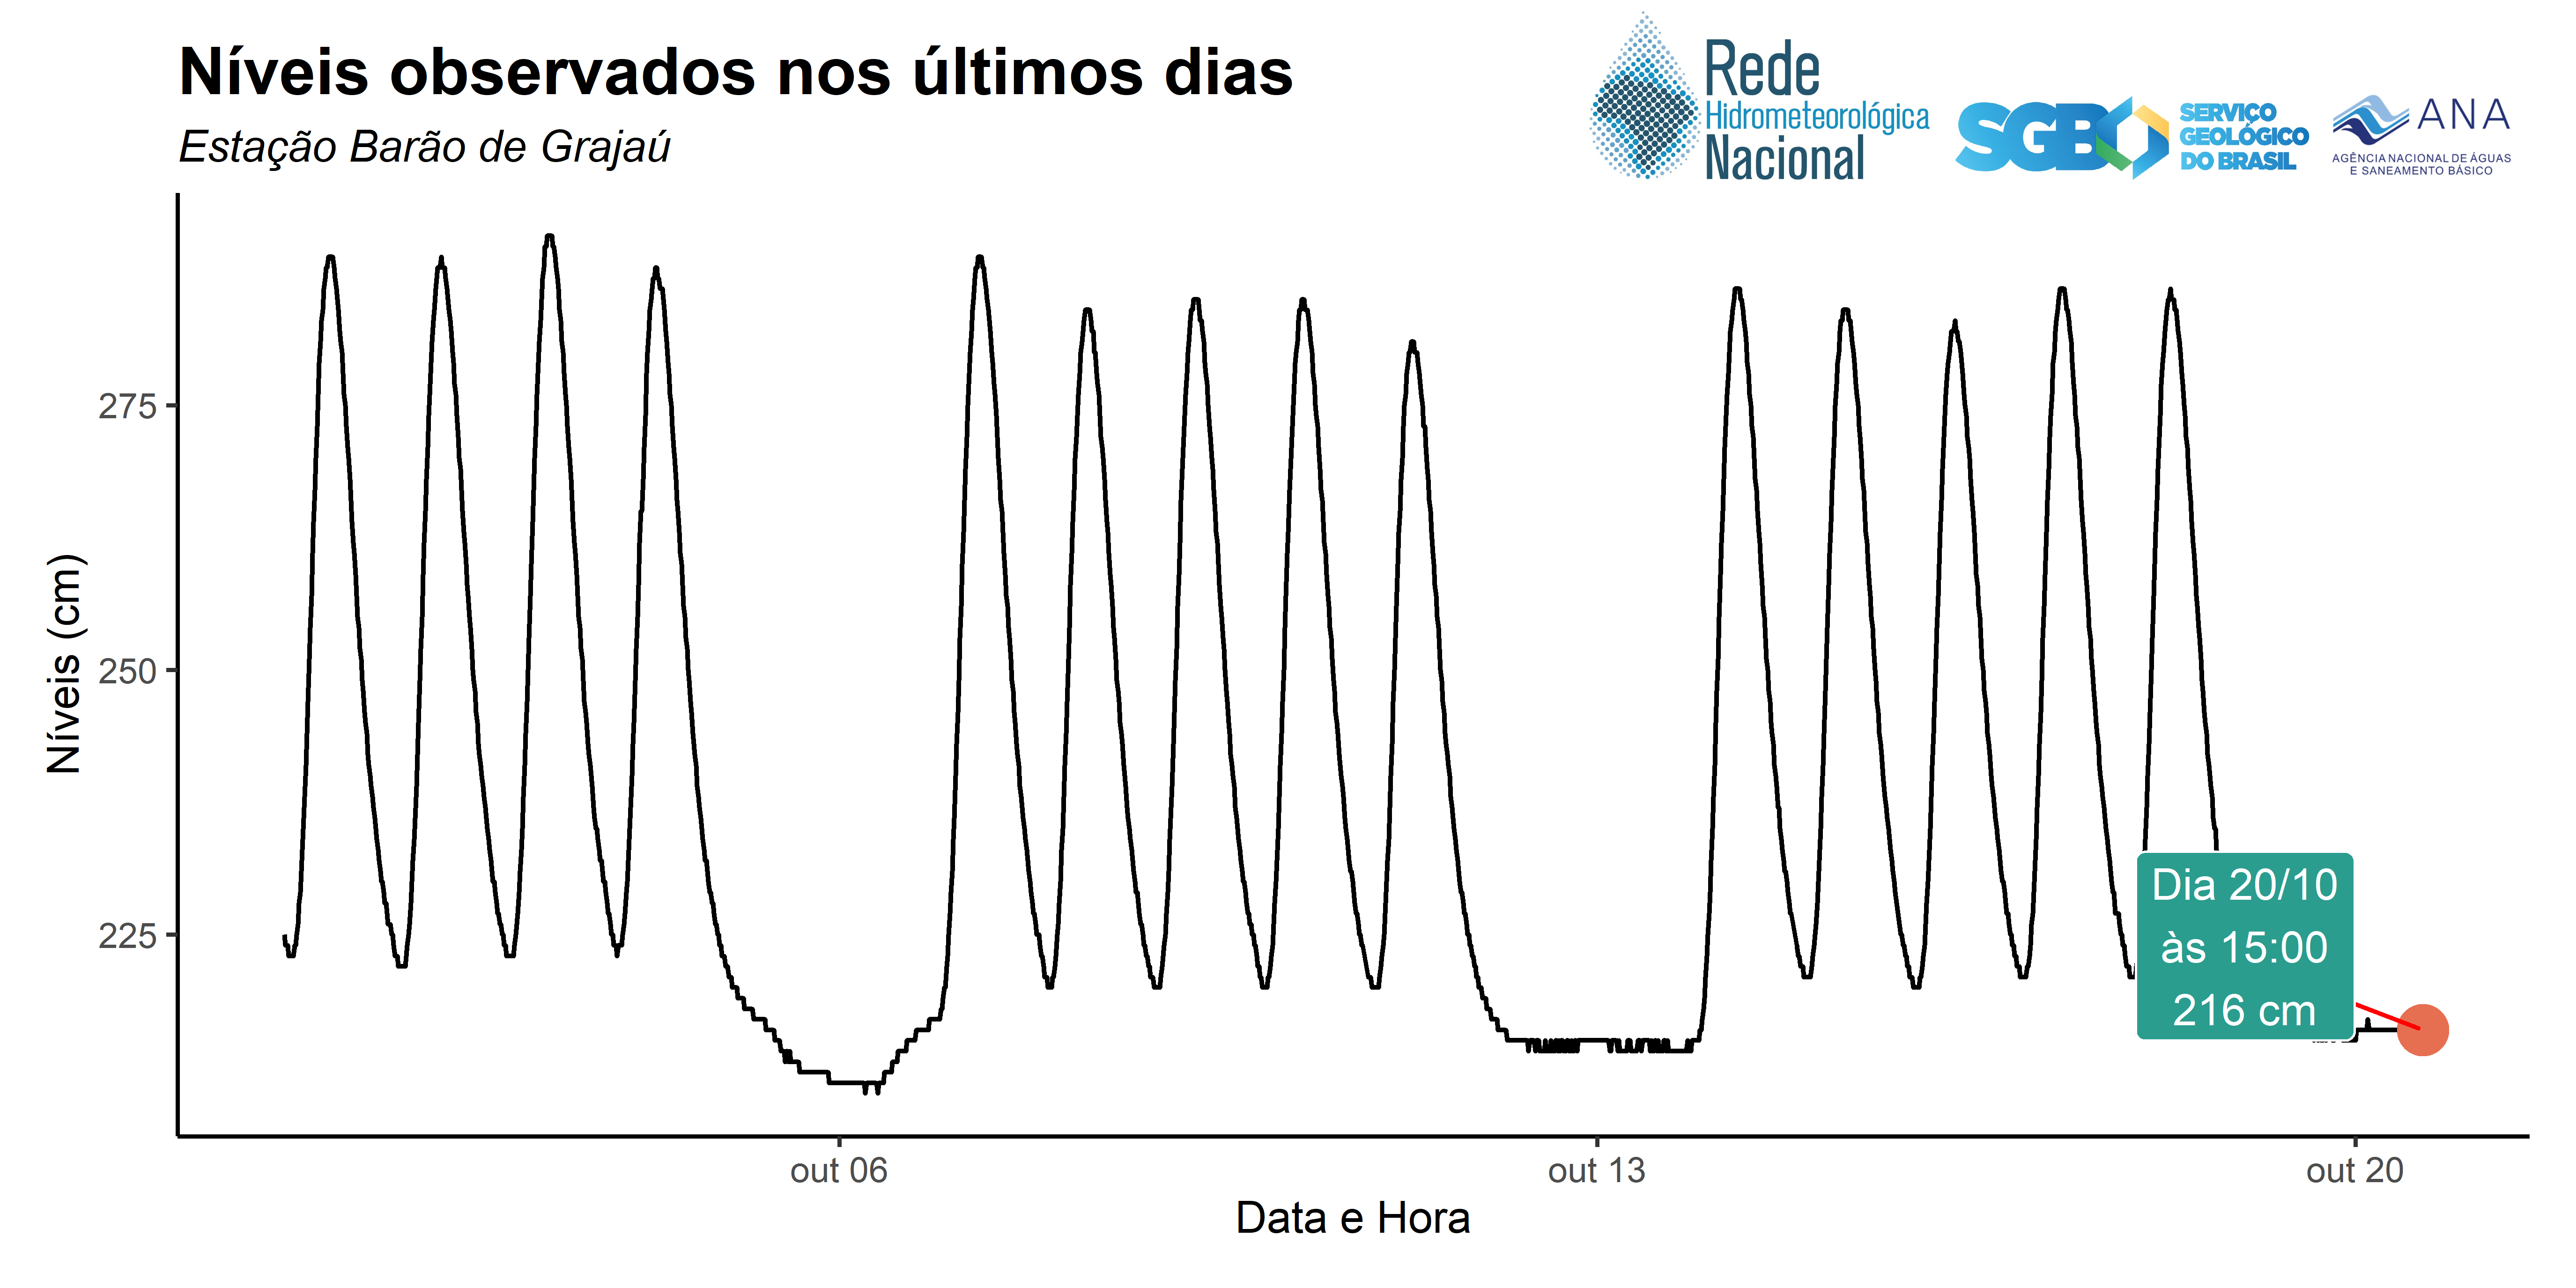 Níveis observados nos últimos dias
Estação Barão de Grajaú
Rede
Hidrometeorológica
Nacional
SGB
SERVIÇO
GEOLÓGICO
DO BRASIL
ANA
AGÊNCIA NACIONAL DE ÁGUAS
E SANEAMENTO BÁSICO
Níveis (cm)
275
250
225
Dia 20/10
às 15:00
216 cm
out 06
out 13
out 20
Data e Hora